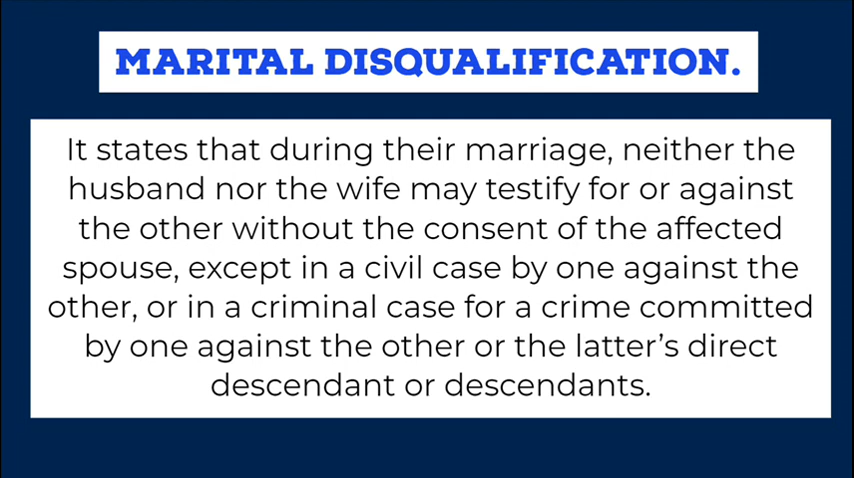 MARITAL DISQUALIFICATION.
It states that during their marriage, neither the
husband nor the wife may testify for or against
the other without the consent of the affected
spouse, except in a civil case by one against the
other, or in a criminal case for a crime committed
by one against the other or the latter's direct
descendant or descendants.